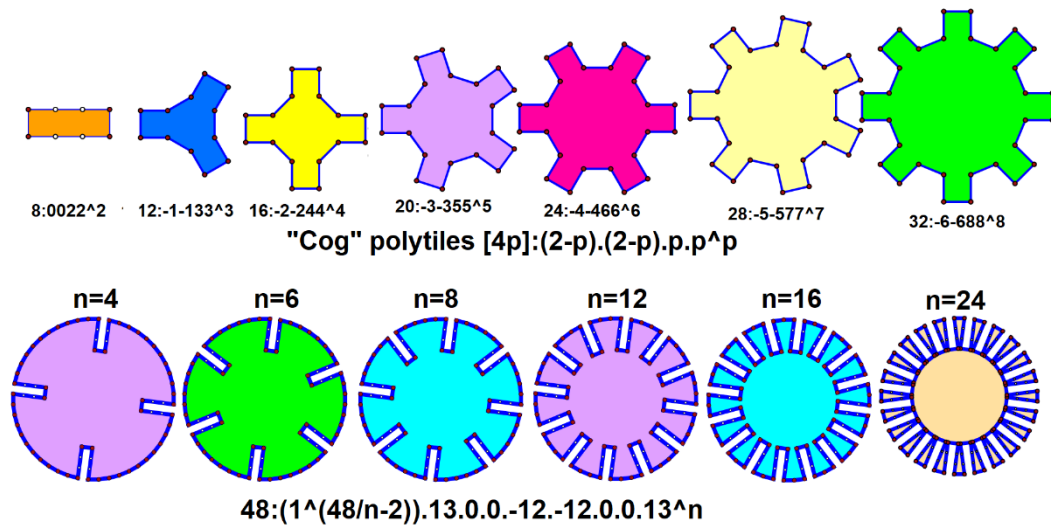 8:0022^2 12:-1-133^3 16:-2-244^4 20:-3-355^5 24:-4-466^6 28:-5-577^7 32:-6-688^8
"Cog" polytiles [4p]:(2-p).(2-p).p.p^p
n=4 n=6 n=8 n=12 n=16 n=24
48:(1^(48/n-2)).13.0.0.-12.-12.0.0.13^n